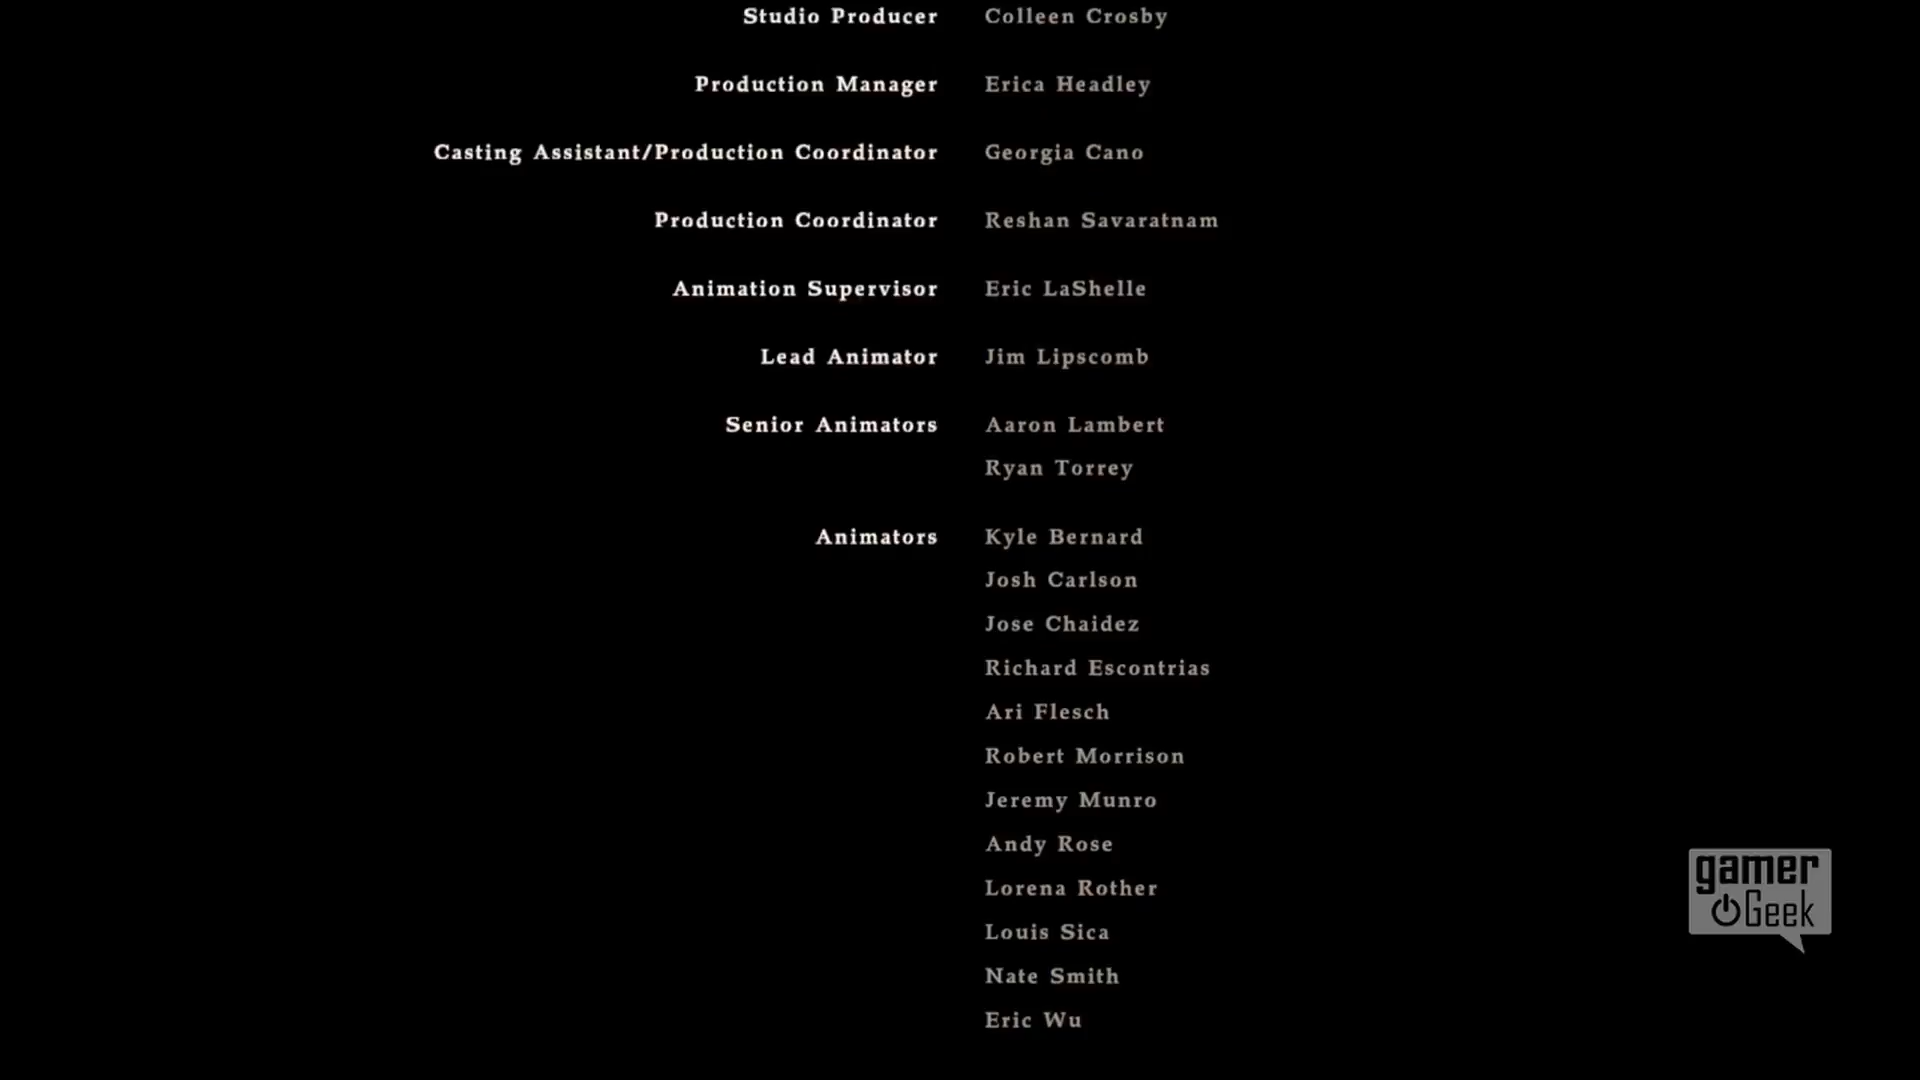 Studio Producer Colleen Crosby
Production Manager Erica Headley
Casting Assistant/Production Coordinator Georgia Cano
Production Coordinator Reshan Savaratnam
Animation Supervisor Eric LaShelle
Lead Animator Jim Lipscomb
Senior Animators Aaron Lambert
Ryan Torrey
Animators Kyle Bernard
Josh Carlson
Jose Chaidez
Richard Escontrias
Ari Flesch
Robert Morrison
Jeremy Munro
Andy Rose
Lorena Rother
Louis Sica
Nate Smith
Eric Wu
gamer
Geek